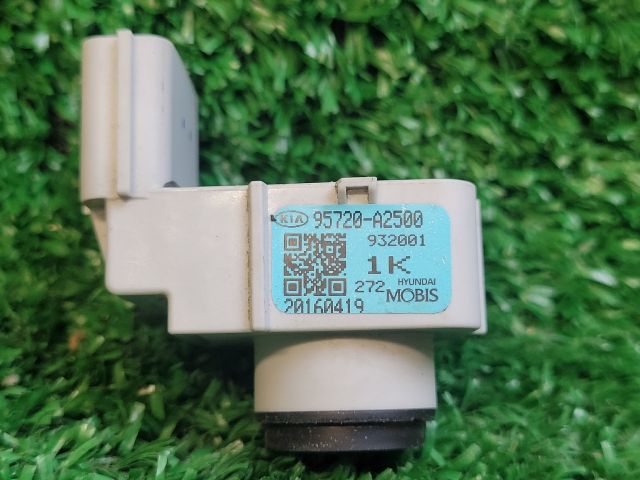 KIA 95720-A2500
932001
1K
272 HYUNDAI MOBIS
20160419